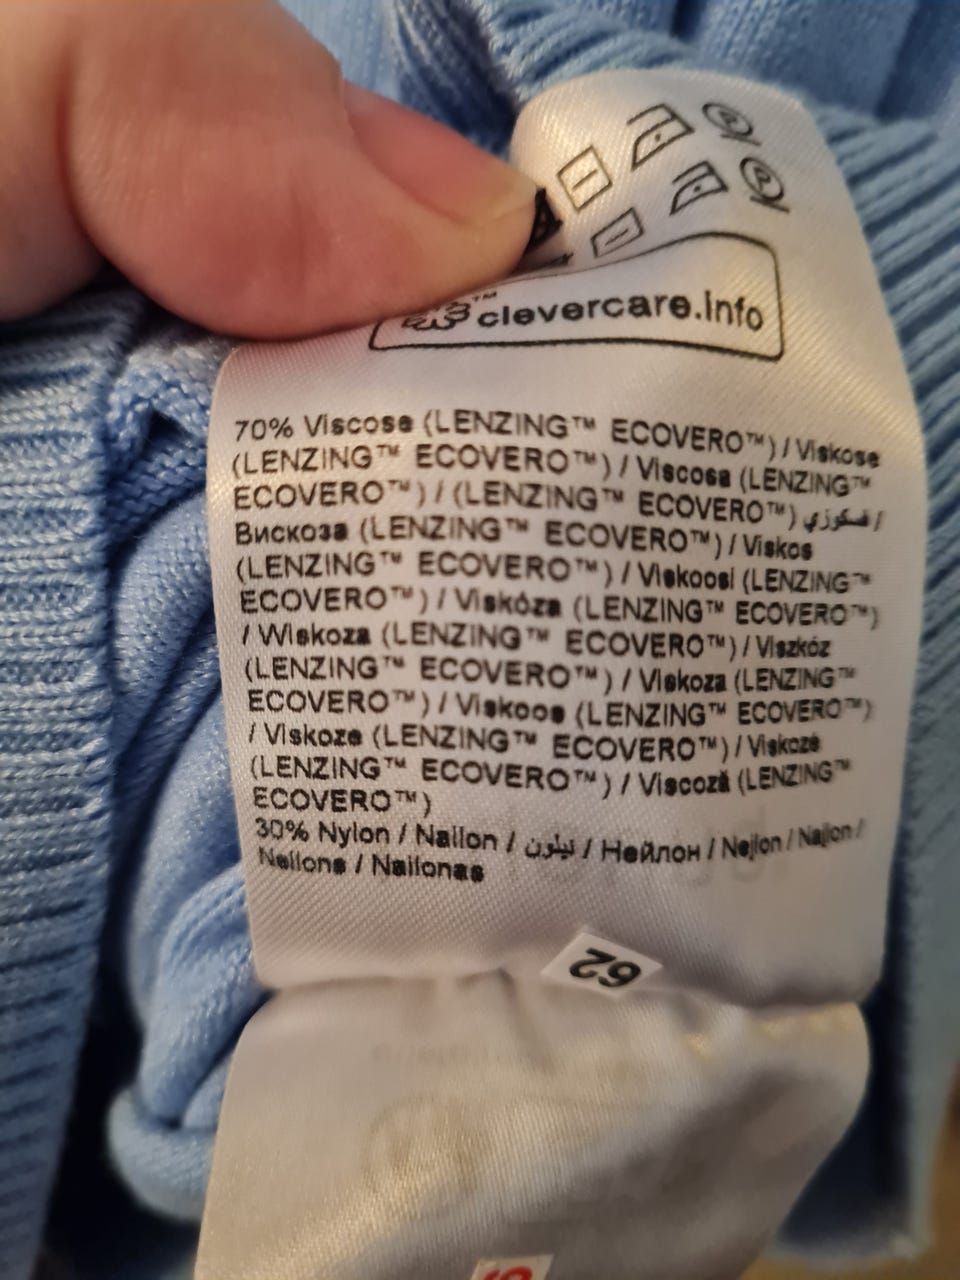 ™clevercare.info
70% Viscose (LENZING™ ECOVERO™) / Viskose
(LENZING™ ECOVERO™) / Viscosa (LENZING™
ECOVERO™) / (LENZING™ ECOVERO™) فسكوزي /
Вискоза (LENZING™ ECOVERO™) / Viskos
(LENZING™ ECOVERO™) / Viskoosi (LENZING™
ECOVERO™) / Viskóza (LENZING™ ECOVERO™)
/ Wiskoza (LENZING™ ECOVERO™) / Viszkóz
(LENZING™ ECOVERO™) / Viskoza (LENZING™
ECOVERO™) / Viskoos (LENZING™ ECOVERO™)
/ Viskoze (LENZING™ ECOVERO™) / Viskozė
(LENZING™ ECOVERO™) / Viscoză (LENZING™
ECOVERO™)
30% Nylon / Nailon / نيلون / Нейлон / Nejlon / Najlon /
Neilons / Nailonas
62